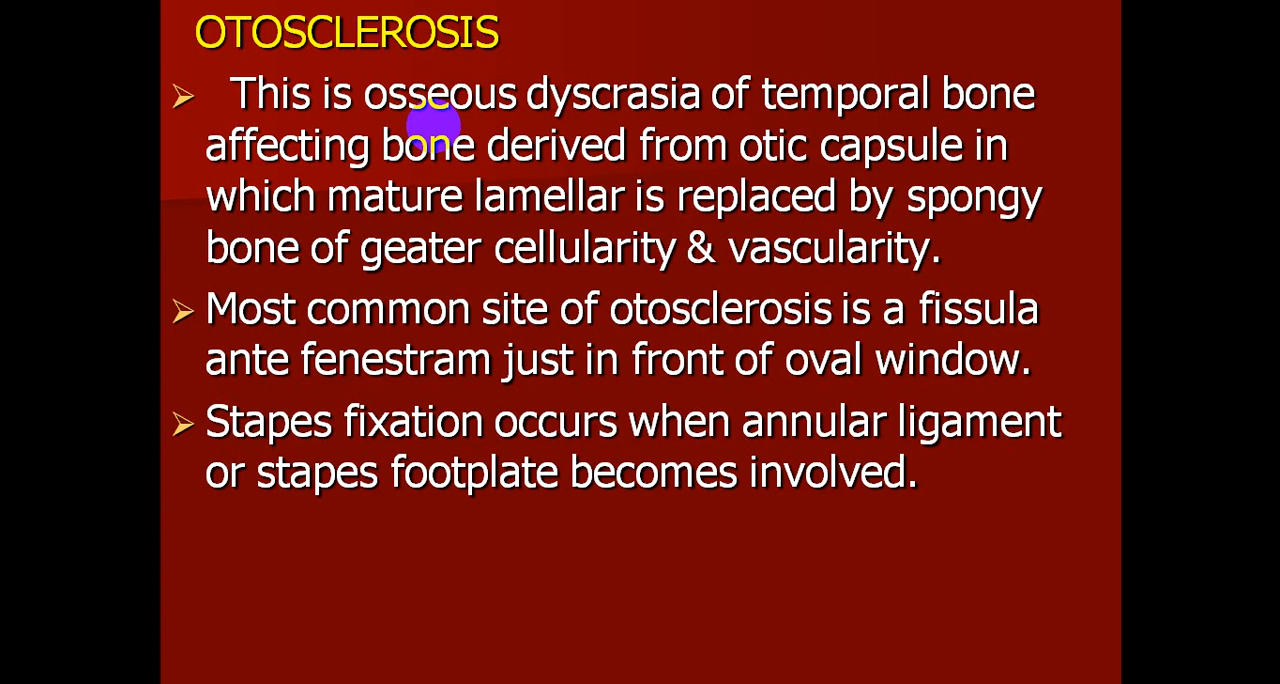 OTOSCLEROSIS
This is osseous dyscrasia of temporal bone
affecting bone derived from otic capsule in
which mature lamellar is replaced by spongy
bone of geater cellularity & vascularity.
Most common site of otosclerosis is a fissula
ante fenestram just in front of oval window.
Stapes fixation occurs when annular ligament
or stapes footplate becomes involved.